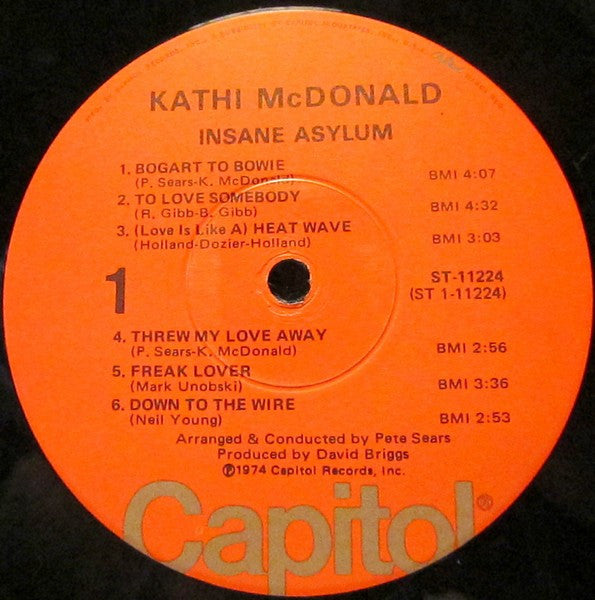 KATHI McDONALD
INSANE ASYLUM
1. BOGART TO BOWIE
(P. Sears-K. McDonald)
BMI 4:07
2. TO LOVE SOMEBODY
(R. Gibb-B. Gibb)
BMI 4:32
3. (Love Is Like A) HEAT WAVE
(Holland-Dozier-Holland)
BMI 3:03
1
ST-11224
(ST 1-11224)
4. THREW MY LOVE AWAY
(P. Sears-K. McDonald)
BMI 2:56
5. FREAK LOVER
(Mark Unobski)
BMI 3:36
6. DOWN TO THE WIRE
(Neil Young)
BMI 2:53
Arranged & Conducted by Pete Sears
Produced by David Briggs
℗1974 Capitol Records, Inc.
Capitol®